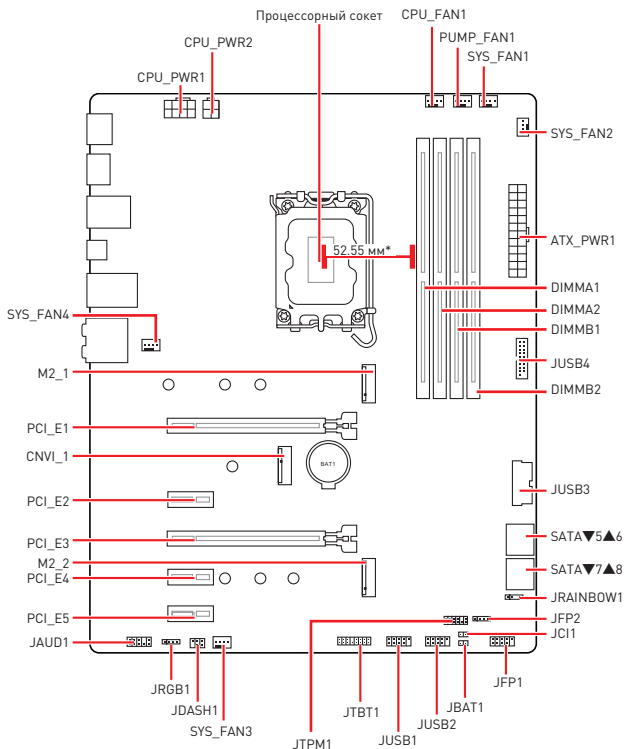 Процессорный сокет
CPU_FAN1
PUMP_FAN1
CPU_PWR2
SYS_FAN1
CPU_PWR1
SYS_FAN2
52.55 мм*
ATX_PWR1
DIMMA1
DIMMA2
SYS_FAN4
DIMMB1
JUSB4
M2_1
DIMMB2
PCI_E1
CNVI_1
BAT1
JUSB3
PCI_E2
SATA▼5▲6
PCI_E3
M2_2
SATA▼7▲8
PCI_E4
JRAINBOW1
PCI_E5
JFP2
JCI1
JAUD1
JRGB1
JDASH1
SYS_FAN3
JTBT1
JTPM1
JUSB1
JUSB2
JBAT1
JFP1